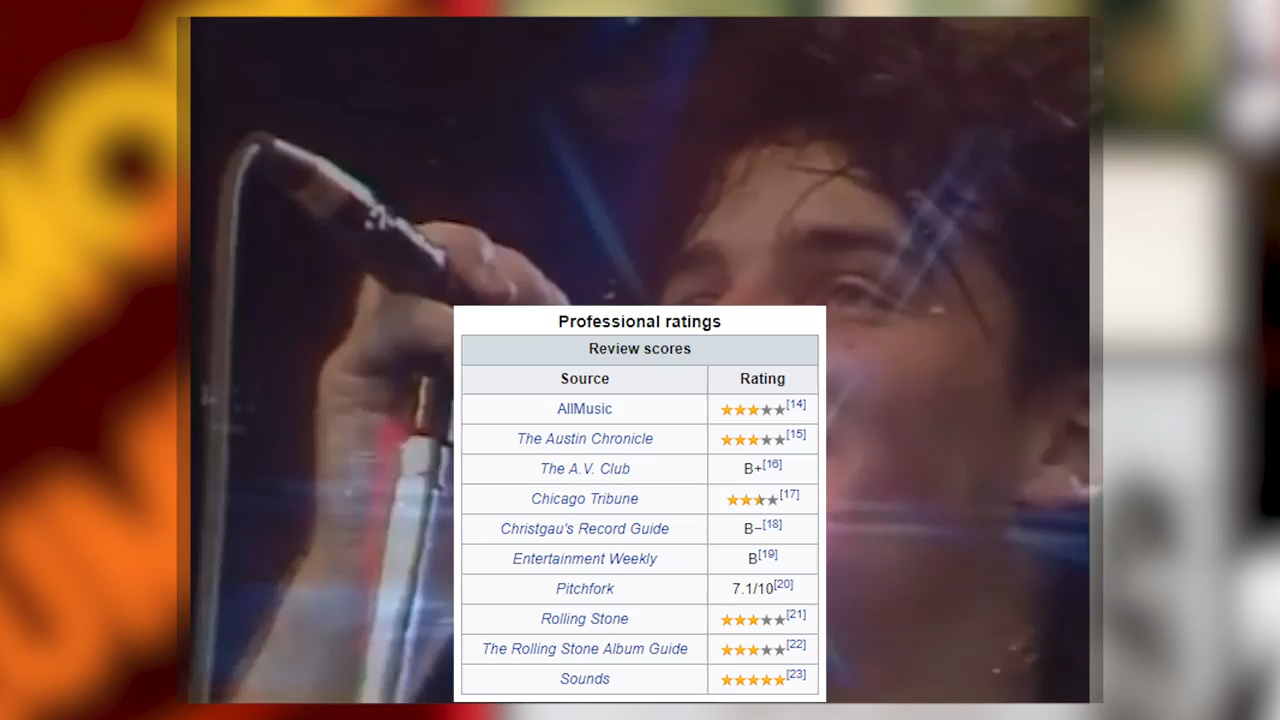 Professional ratings
Review scores
Source Rating
AllMusic ★★★★★[14]
The Austin Chronicle ★★★★★[15]
The A.V. Club B+[16]
Chicago Tribune ★★★★[17]
Christgau's Record Guide B−[18]
Entertainment Weekly B[19]
Pitchfork 7.1/10[20]
Rolling Stone ★★★★★[21]
The Rolling Stone Album Guide ★★★★★[22]
Sounds ★★★★★[23]